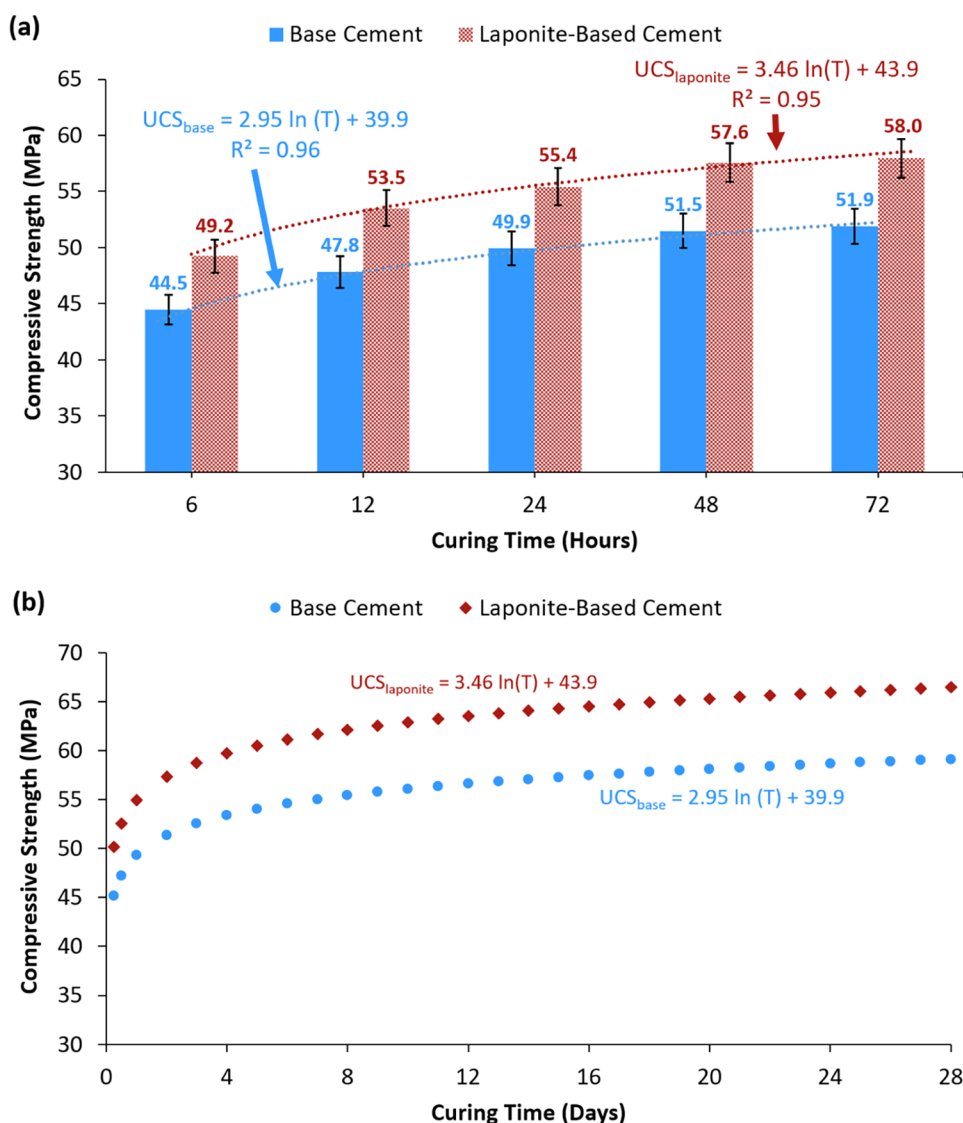 (a)
Base Cement
Laponite-Based Cement
UCSlaponite = 3.46 ln(T) + 43.9
R² = 0.95
UCSbase = 2.95 ln (T) + 39.9
R² = 0.96
Compressive Strength (MPa)
65
60
55
50
45
40
35
30
44.5
49.2
47.8
53.5
49.9
55.4
51.5
57.6
51.9
58.0
6
12
24
48
72
Curing Time (Hours)
(b)
Base Cement
Laponite-Based Cement
UCSlaponite = 3.46 ln(T) + 43.9
UCSbase = 2.95 ln (T) + 39.9
Compressive Strength (MPa)
70
65
60
55
50
45
40
35
30
0
4
8
12
16
20
24
28
Curing Time (Days)